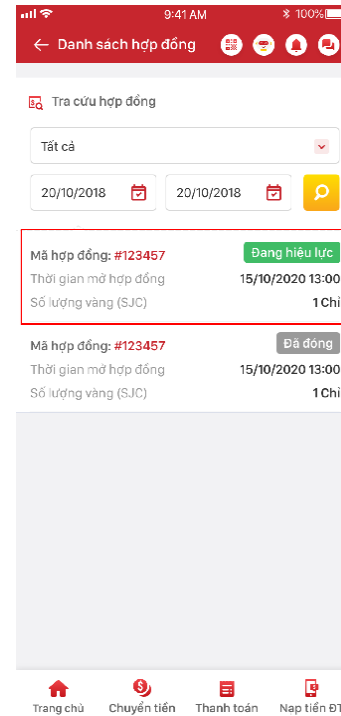 9:41 AM 100%
Danh sách hợp đồng
Tra cứu hợp đồng
Tất cả
20/10/2018 20/10/2018
Mã hợp đồng: #123457 Đang hiệu lực
Thời gian mở hợp đồng 15/10/2020 13:00
Số lượng vàng (SJC) 1 Chỉ
Mã hợp đồng: #123457 Đã đóng
Thời gian mở hợp đồng 15/10/2020 13:00
Số lượng vàng (SJC) 1 Chỉ
Trang chủ Chuyển tiền Thanh toán Nạp tiền ĐT